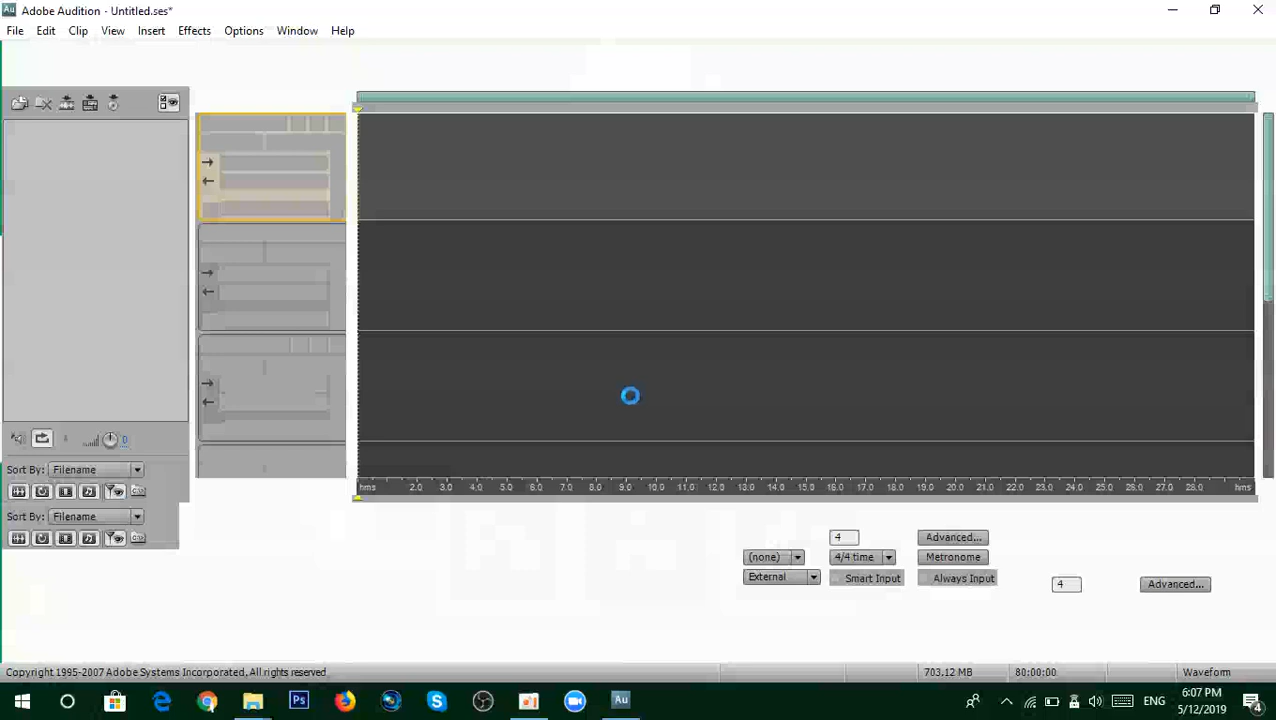 Au Adobe Audition - Untitled.ses*
File Edit Clip View Insert Effects Options Window Help
0
Sort By: Filename
Sort By: Filename
hms 2.0 3.0 4.0 5.0 6.0 7.0 8.0 9.0 10.0 11.0 12.0 13.0 14.0 15.0 16.0 17.0 18.0 19.0 20.0 21.0 22.0 23.0 24.0 25.0 26.0 27.0 28.0 hms
4 Advanced...
(none) 4/4 time Metronome
External Smart Input Always Input
4 Advanced...
Copyright 1995-2007 Adobe Systems Incorporated, All rights reserved
703.12 MB 80:00:00 Waveform
Ps Au ENG 6:07 PM
5/12/2019 4